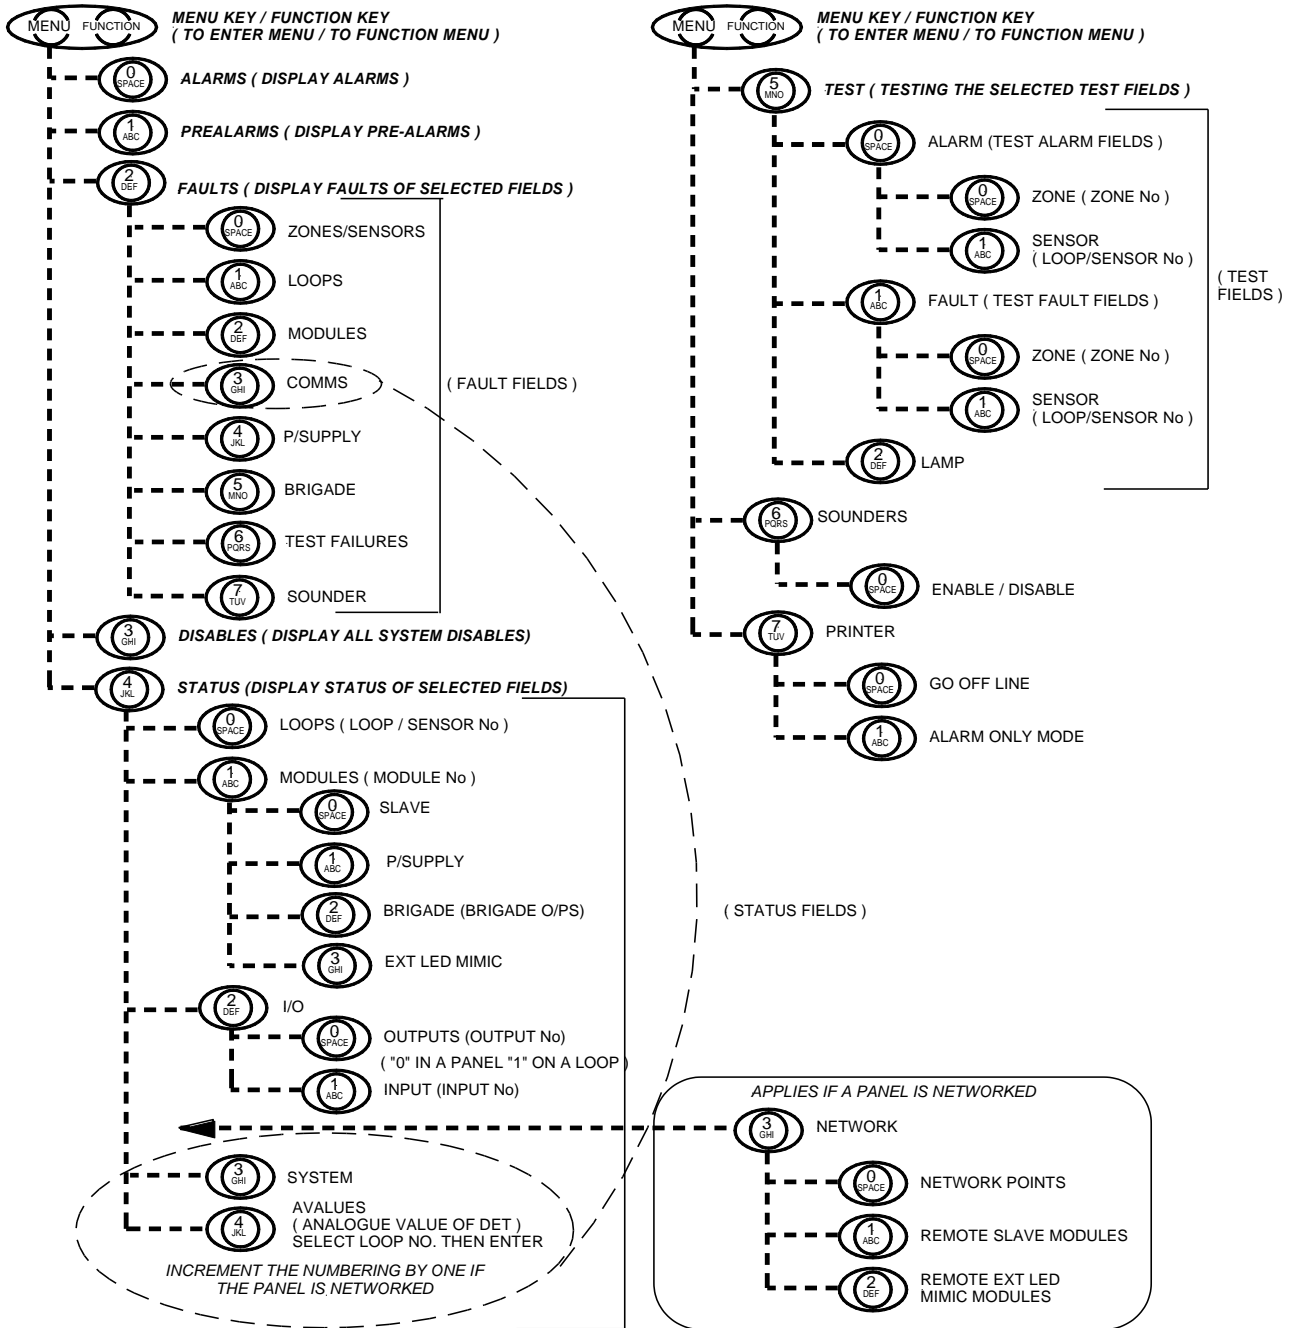 MENU FUNCTION
MENU KEY / FUNCTION KEY
( TO ENTER MENU / TO FUNCTION MENU )
0
SPACE
ALARMS ( DISPLAY ALARMS )
1
ABC
PREALARMS ( DISPLAY PRE-ALARMS )
2
DEF
FAULTS ( DISPLAY FAULTS OF SELECTED FIELDS )
0
SPACE
ZONES/SENSORS
1
ABC
LOOPS
2
DEF
MODULES
3
GHI
COMMS
( FAULT FIELDS )
4
JKL
P/SUPPLY
5
MNO
BRIGADE
6
PQRS
TEST FAILURES
7
TUV
SOUNDER
3
GHI
DISABLES ( DISPLAY ALL SYSTEM DISABLES)
4
JKL
STATUS (DISPLAY STATUS OF SELECTED FIELDS)
0
SPACE
LOOPS ( LOOP / SENSOR No )
1
ABC
MODULES ( MODULE No )
0
SPACE
SLAVE
1
ABC
P/SUPPLY
2
DEF
BRIGADE (BRIGADE O/PS)
3
GHI
EXT LED MIMIC
( STATUS FIELDS )
2
DEF
I/O
0
SPACE
OUTPUTS (OUTPUT No)
( "0" IN A PANEL "1" ON A LOOP )
1
ABC
INPUT (INPUT No)
3
GHI
SYSTEM
4
JKL
AVALUES
( ANALOGUE VALUE OF DET )
SELECT LOOP NO. THEN ENTER
INCREMENT THE NUMBERING BY ONE IF
THE PANEL IS NETWORKED
MENU FUNCTION
MENU KEY / FUNCTION KEY
( TO ENTER MENU / TO FUNCTION MENU )
5
MNO
TEST ( TESTING THE SELECTED TEST FIELDS )
0
SPACE
ALARM (TEST ALARM FIELDS )
0
SPACE
ZONE ( ZONE No )
1
ABC
SENSOR
( LOOP/SENSOR No )
( TEST
FIELDS )
1
ABC
FAULT ( TEST FAULT FIELDS )
0
SPACE
ZONE ( ZONE No )
1
ABC
SENSOR
( LOOP/SENSOR No )
2
DEF
LAMP
6
PQRS
SOUNDERS
0
SPACE
ENABLE / DISABLE
7
TUV
PRINTER
0
SPACE
GO OFF LINE
1
ABC
ALARM ONLY MODE
APPLIES IF A PANEL IS NETWORKED
3
GHI
NETWORK
0
SPACE
NETWORK POINTS
1
ABC
REMOTE SLAVE MODULES
2
DEF
REMOTE EXT LED
MIMIC MODULES